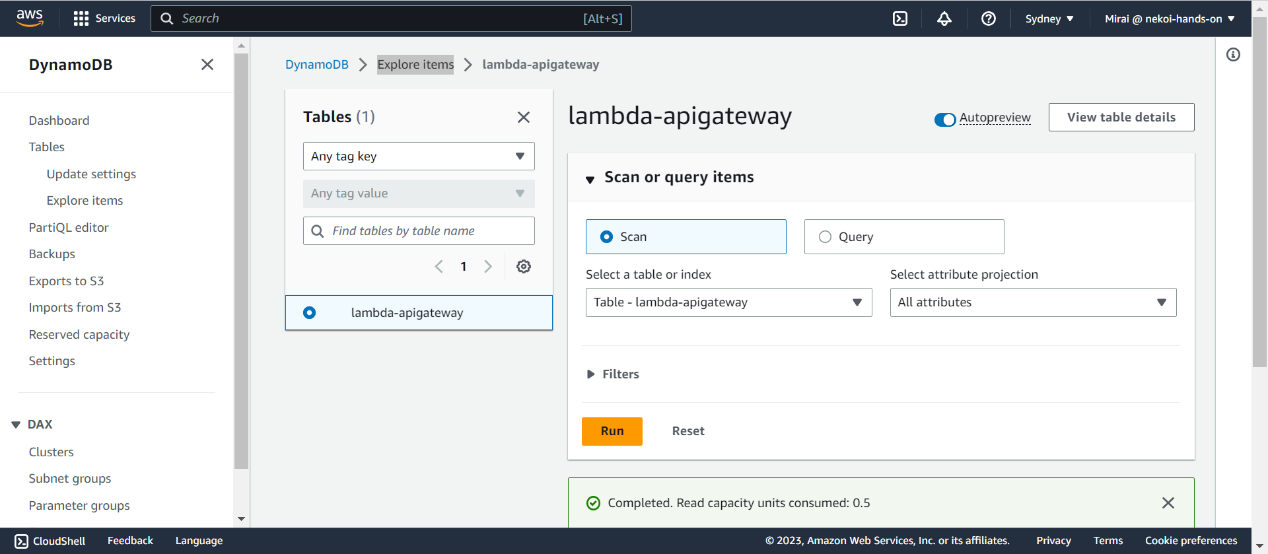 aws
Services
Search
[Alt+S]
Sydney
Mirai @ nekoi-hands-on
DynamoDB
Dashboard
Tables
Update settings
Explore items
PartiQL editor
Backups
Exports to S3
Imports from S3
Reserved capacity
Settings
DAX
Clusters
Subnet groups
Parameter groups
DynamoDB > Explore items > lambda-apigateway
Tables (1)
Any tag key
Any tag value
Find tables by table name
1
lambda-apigateway
lambda-apigateway
Autopreview
View table details
Scan or query items
Scan
Query
Select a table or index
Select attribute projection
Table - lambda-apigateway
All attributes
Filters
Run
Reset
Completed. Read capacity units consumed: 0.5
CloudShell
Feedback
Language
© 2023, Amazon Web Services, Inc. or its affiliates.
Privacy
Terms
Cookie preferences